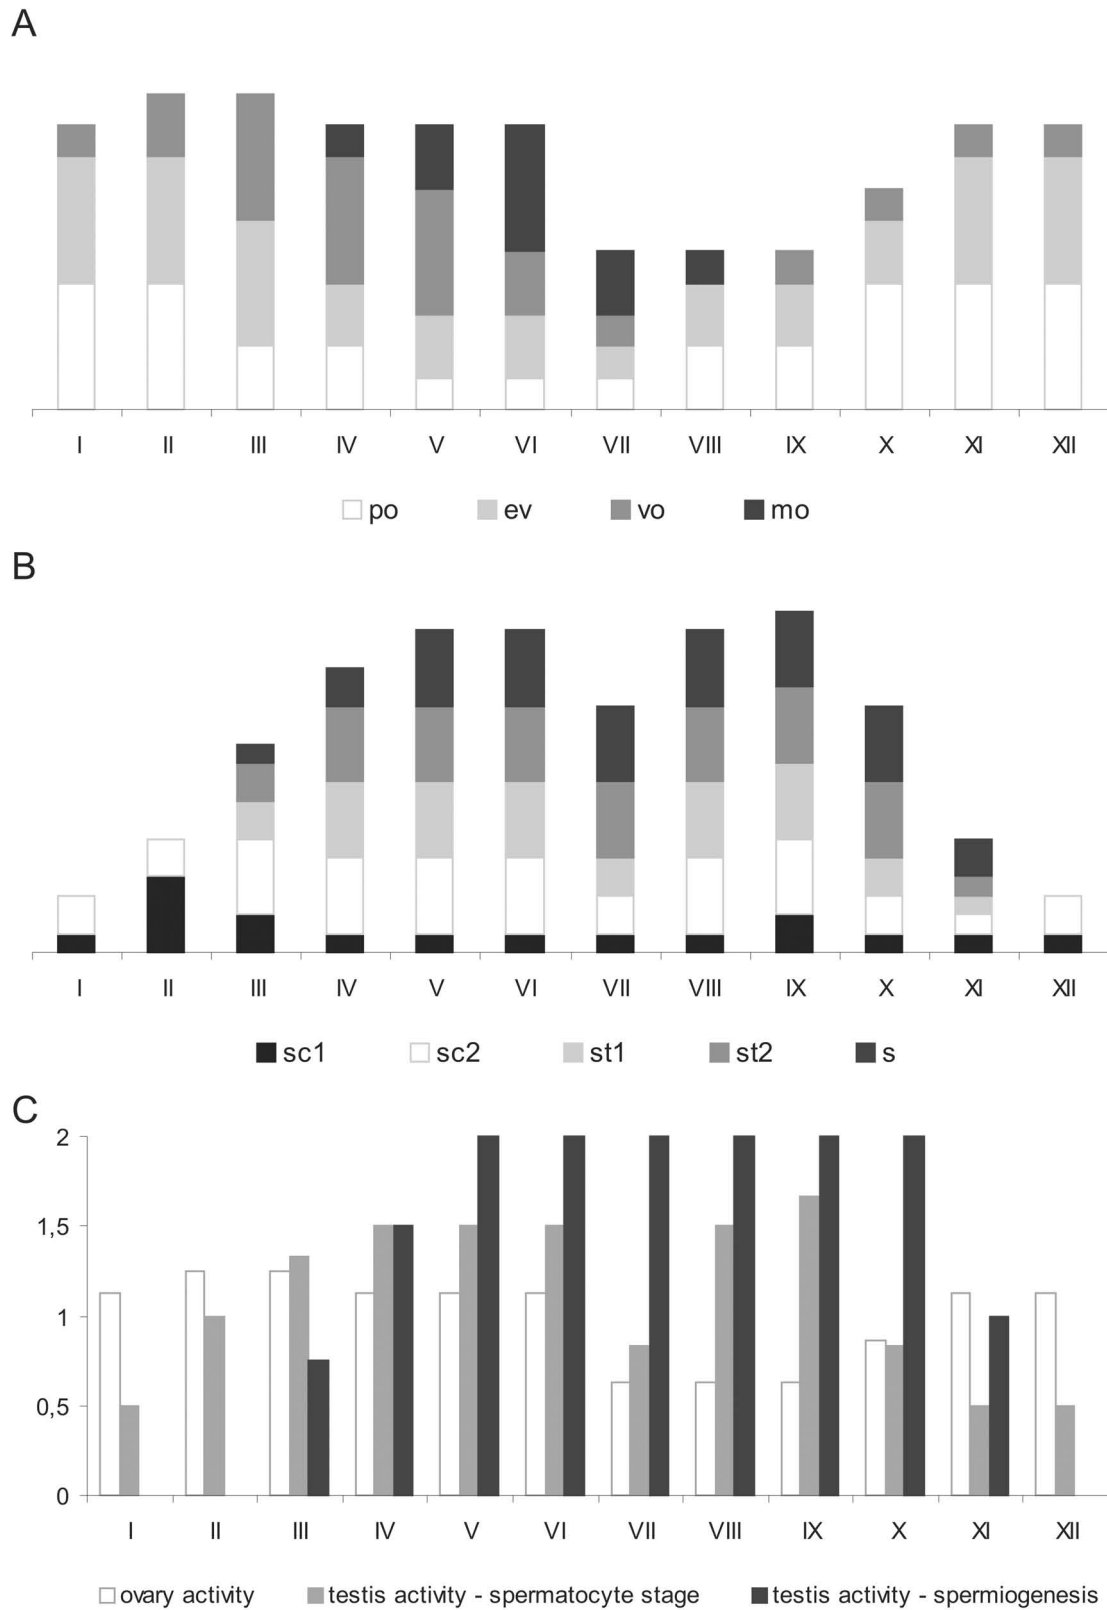 A
I II III IV V VI VII VIII IX X XI XII
po ev vo mo
B
I II III IV V VI VII VIII IX X XI XII
sc1 sc2 st1 st2 s
C
2
1,5
1
0,5
0
I II III IV V VI VII VIII IX X XI XII
ovary activity testis activity - spermatocyte stage testis activity - spermiogenesis